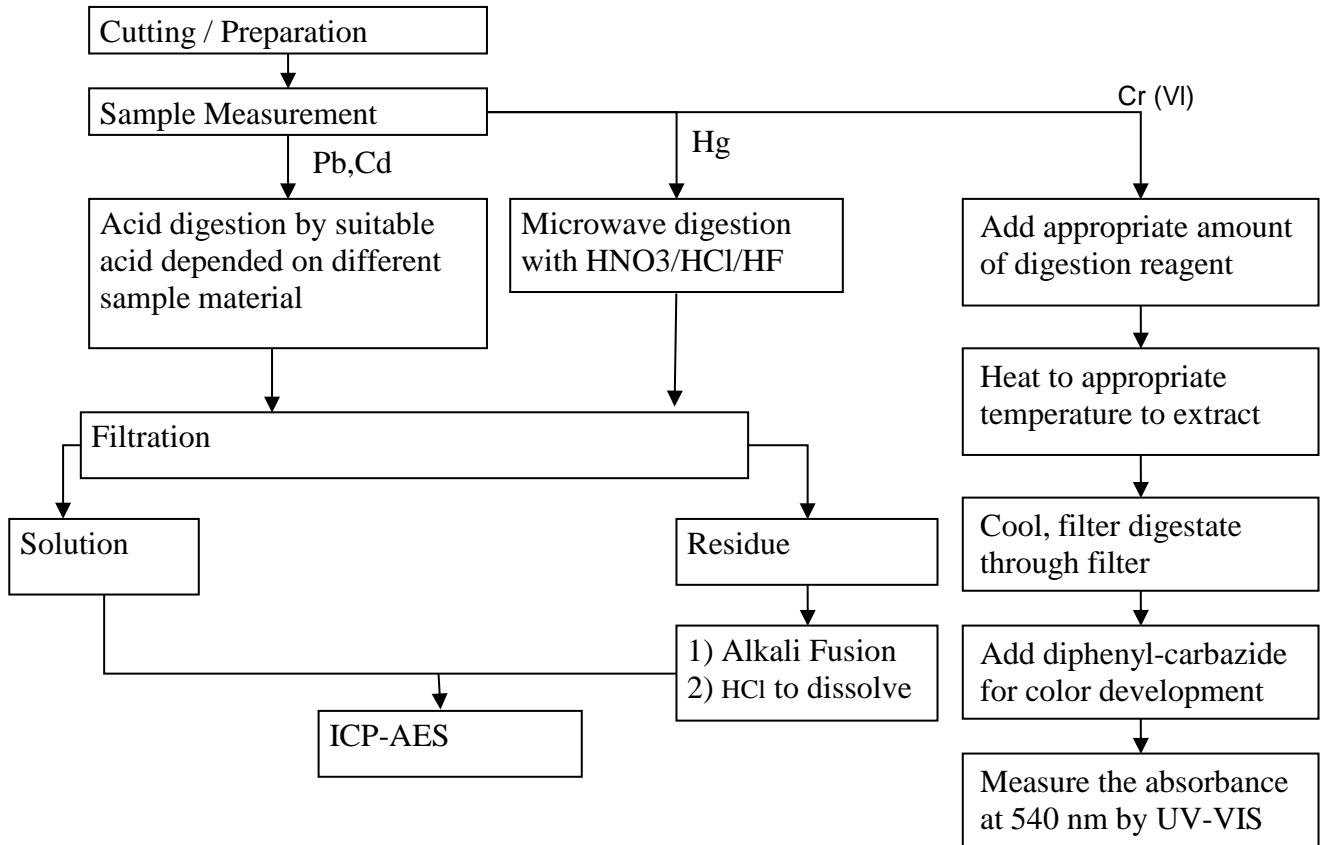 Cutting / Preparation
Sample Measurement
Pb,Cd
Hg
Cr (VI)
Acid digestion by suitable
acid depended on different
sample material
Microwave digestion
with HNO3/HCl/HF
Add appropriate amount
of digestion reagent
Heat to appropriate
temperature to extract
Filtration
Solution
Residue
Cool, filter digestate
through filter
1) Alkali Fusion
2) HCl to dissolve
Add diphenyl-carbazide
for color development
ICP-AES
Measure the absorbance
at 540 nm by UV-VIS